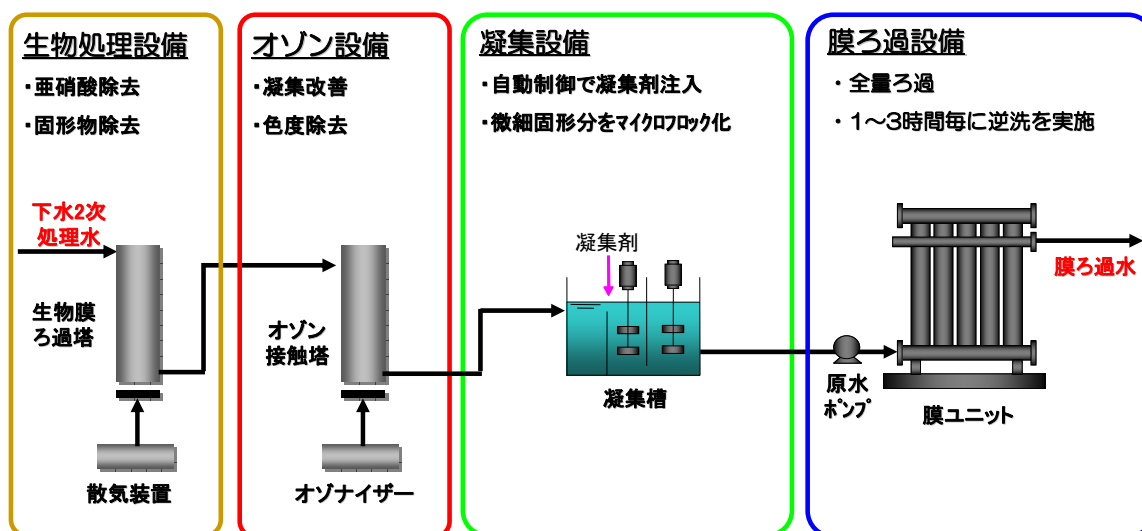 生物処理設備
・亜硝酸除去
・固形物除去
下水2次
処理水
生物膜
ろ過塔
散気装置
オゾン設備
・凝集改善
・色度除去
オゾン
接触塔
オゾナイザー
凝集設備
・自動制御で凝集剤注入
・微細固形分をﾏｲｸﾛﾌﾛｯｸ化
凝集剤
凝集槽
膜ろ過設備
・全量ろ過
・1～3時間毎に逆洗を実施
膜ろ過水
原水
ﾎﾟﾝﾌﾟ
膜ユニット